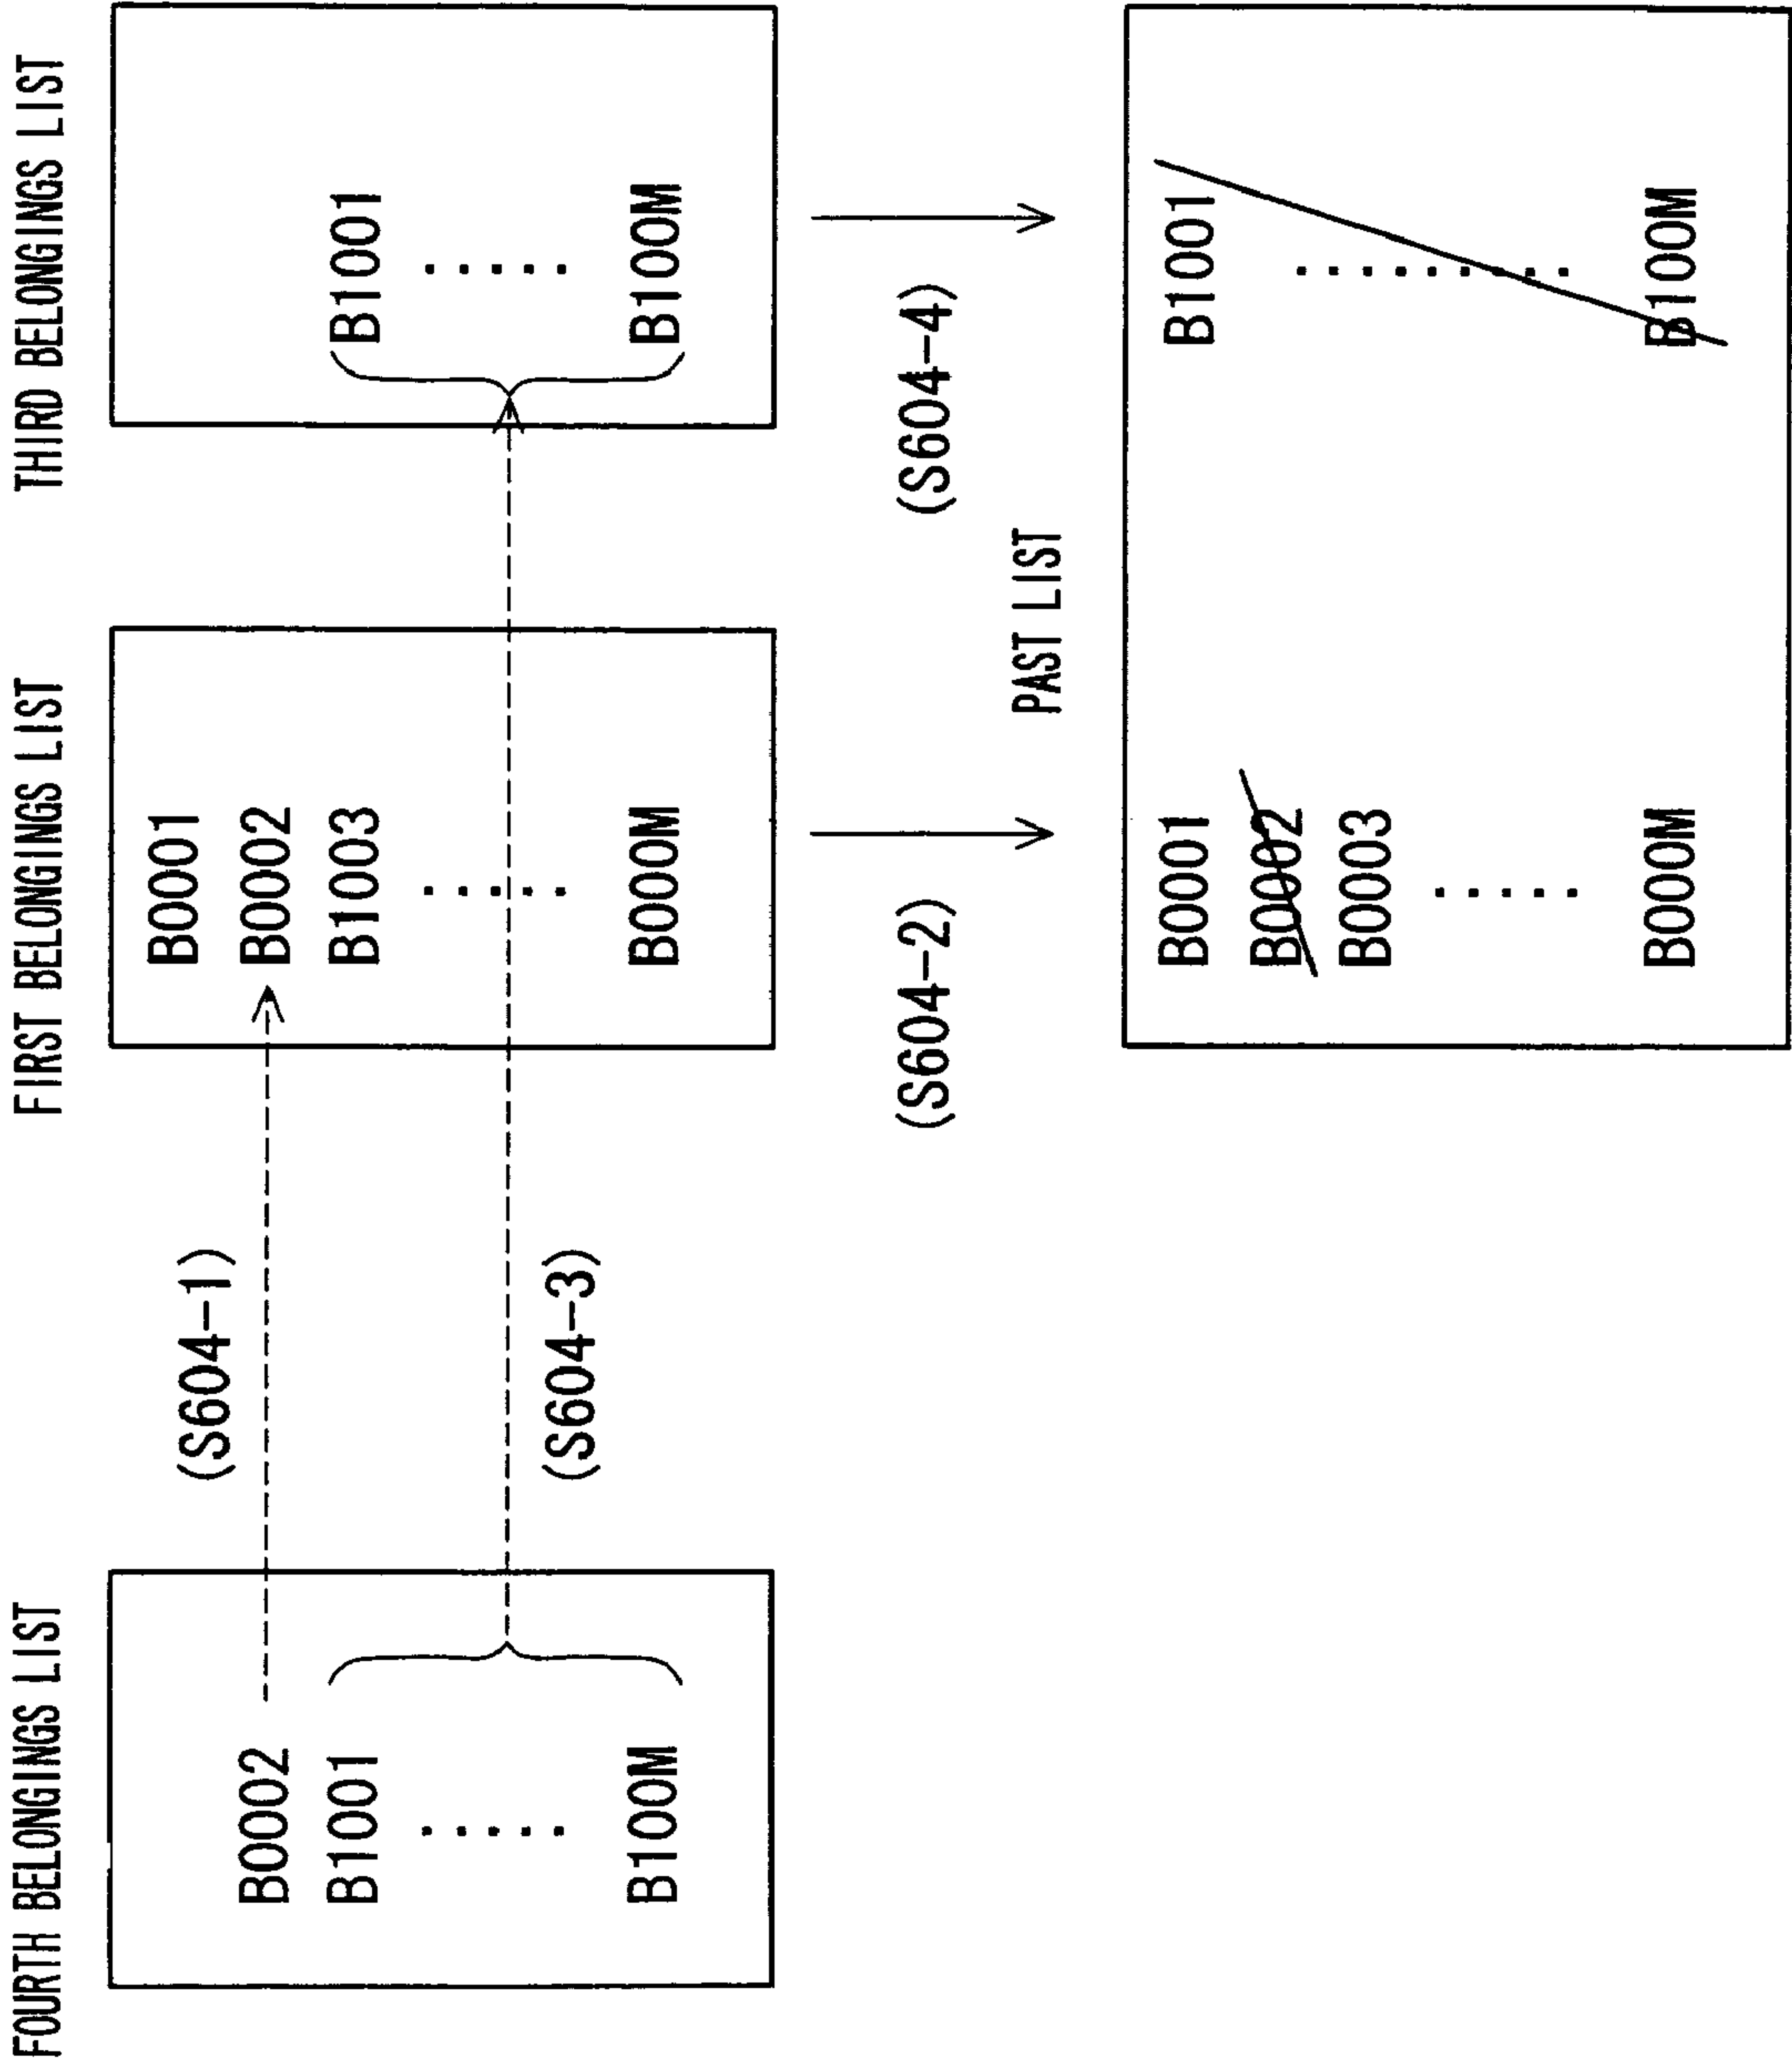 FOURTH BELONGINGS LIST
B0002
B1001
.....
B100M
(S604-1)
(S604-3)
FIRST BELONGINGS LIST
B0001
B0002
B1003
.....
B000M
THIRD BELONGINGS LIST
B1001
.....
B100M
(S604-2)
(S604-4)
PAST LIST
B0001
B0002
B0003
.....
B000M
B1001
........
B100M